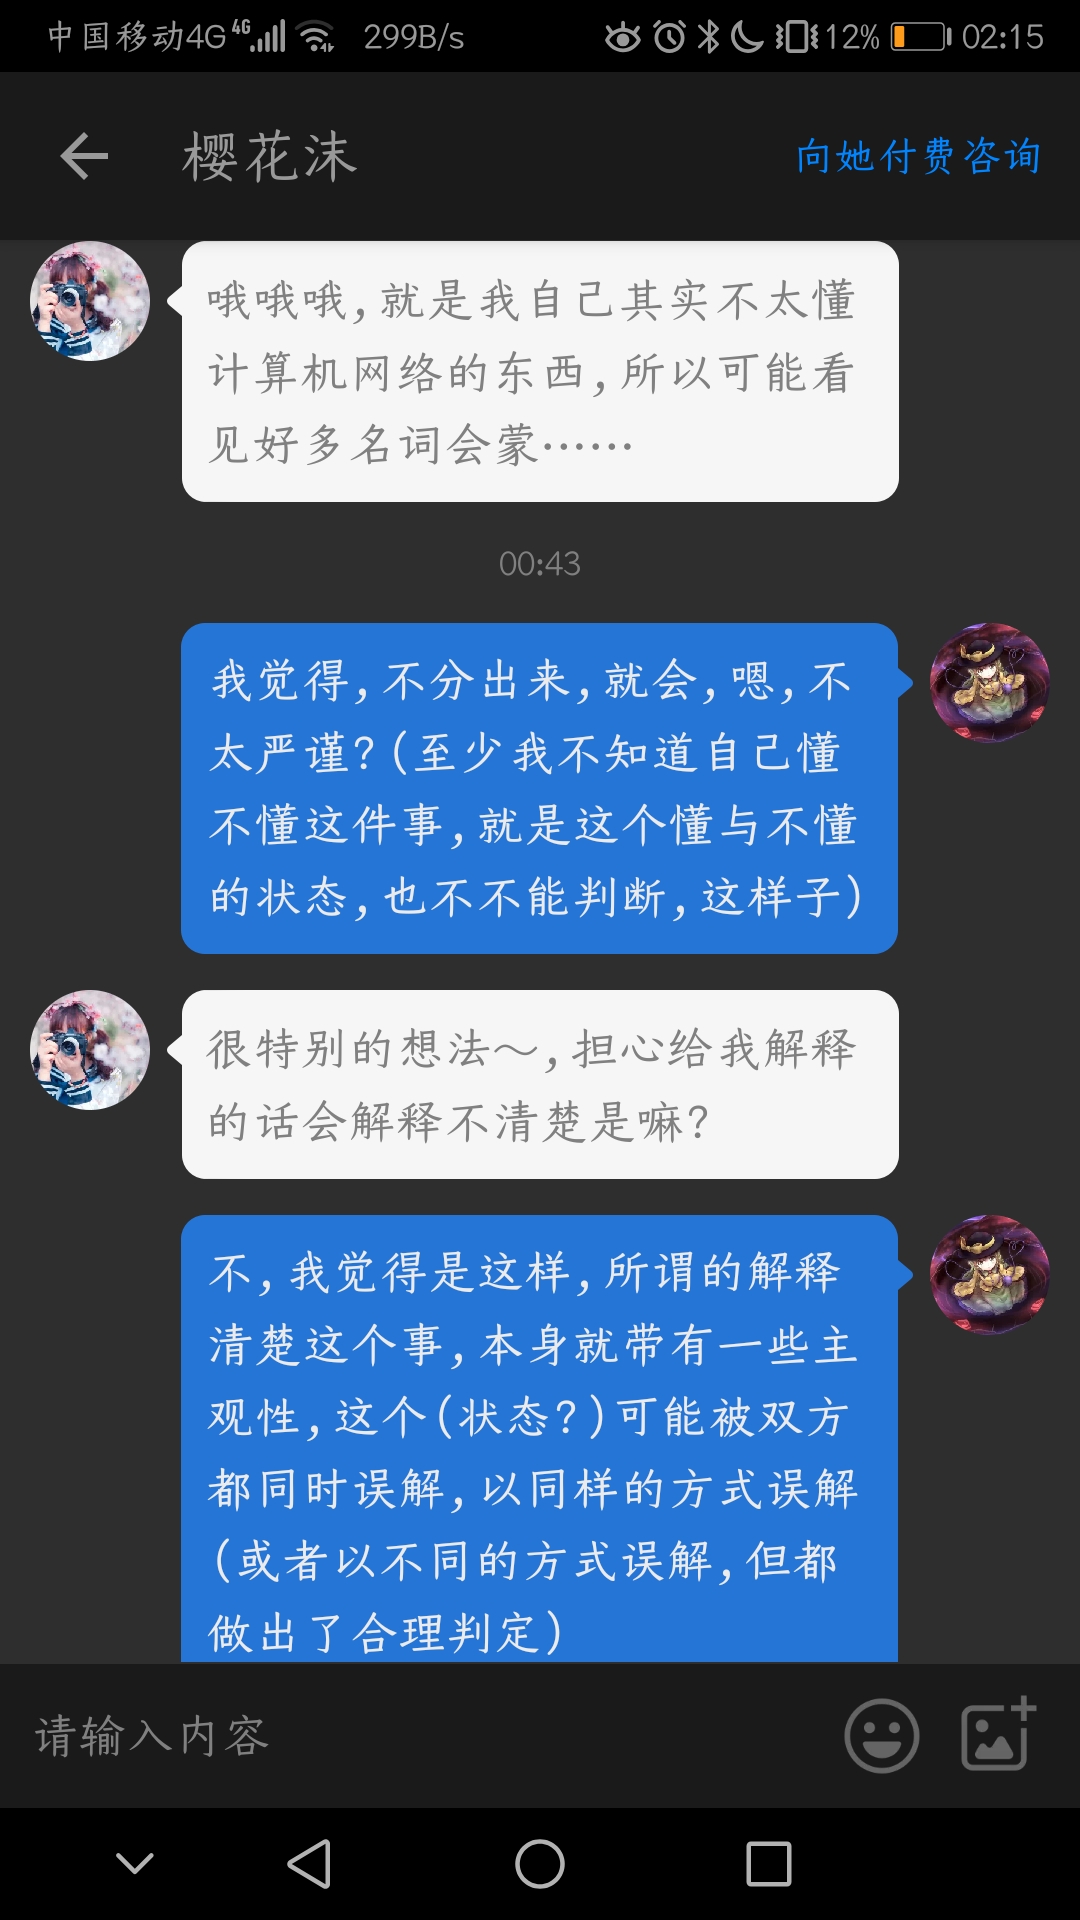 中国移动4G 4G 299B/s 12% 02:15
樱花沫 向她付费咨询
哦哦哦,就是我自己其实不太懂
计算机网络的东西,所以可能看
见好多名词会蒙……
00:43
我觉得,不分出来,就会,嗯,不
太严谨?(至少我不知道自己懂
不懂这件事,就是这个懂与不懂
的状态,也不不能判断,这样子)
很特别的想法～,担心给我解释
的话会解释不清楚是嘛?
不,我觉得是这样,所谓的解释
清楚这个事,本身就带有一些主
观性,这个(状态?)可能被双方
都同时误解,以同样的方式误解
(或者以不同的方式误解,但都
做出了合理判定)
请输入内容